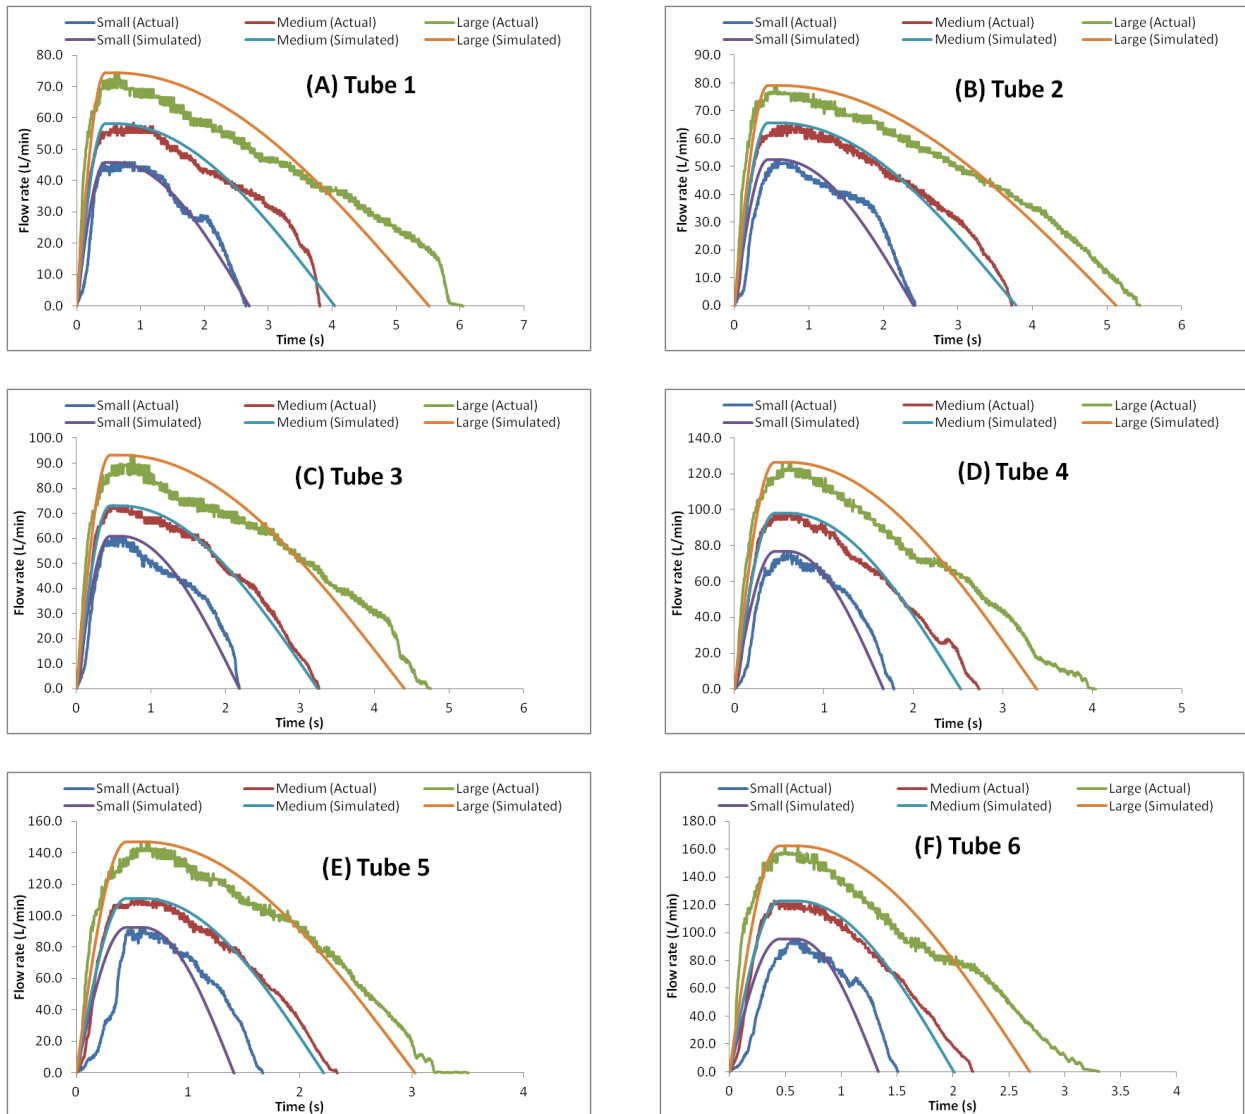 Small (Actual) Medium (Actual) Large (Actual)
Small (Simulated) Medium (Simulated) Large (Simulated)
(A) Tube 1
Flow rate (L/min)
80.0
70.0
60.0
50.0
40.0
30.0
20.0
10.0
0.0
0 1 2 3 4 5 6 7
Time (s)
Small (Actual) Medium (Actual) Large (Actual)
Small (Simulated) Medium (Simulated) Large (Simulated)
(B) Tube 2
Flow rate (L/min)
90.0
80.0
70.0
60.0
50.0
40.0
30.0
20.0
10.0
0.0
0 1 2 3 4 5 6
Time (s)
Small (Actual) Medium (Actual) Large (Actual)
Small (Simulated) Medium (Simulated) Large (Simulated)
(C) Tube 3
Flow rate (L/min)
100.0
90.0
80.0
70.0
60.0
50.0
40.0
30.0
20.0
10.0
0.0
0 1 2 3 4 5 6
Time (s)
Small (Actual) Medium (Actual) Large (Actual)
Small (Simulated) Medium (Simulated) Large (Simulated)
(D) Tube 4
Flow rate (L/min)
140.0
120.0
100.0
80.0
60.0
40.0
20.0
0.0
0 1 2 3 4 5
Time (s)
Small (Actual) Medium (Actual) Large (Actual)
Small (Simulated) Medium (Simulated) Large (Simulated)
(E) Tube 5
Flow rate (L/min)
160.0
140.0
120.0
100.0
80.0
60.0
40.0
20.0
0.0
0 1 2 3 4
Time (s)
Small (Actual) Medium (Actual) Large (Actual)
Small (Simulated) Medium (Simulated) Large (Simulated)
(F) Tube 6
Flow rate (L/min)
180.0
160.0
140.0
120.0
100.0
80.0
60.0
40.0
20.0
0.0
0 0.5 1 1.5 2 2.5 3 3.5 4
Time (s)